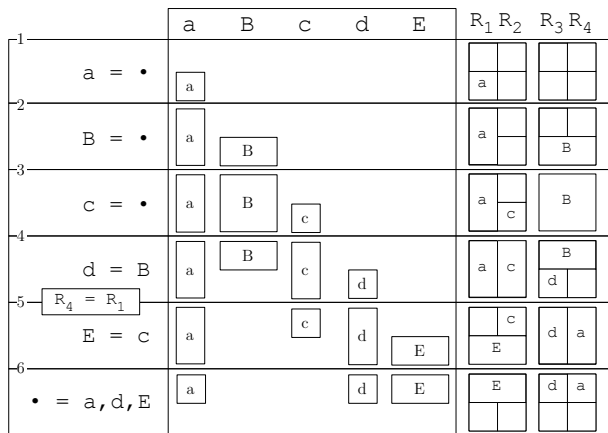 a B c d E R1 R2 R3 R4
1
a = • a a
2
B = • a B a B
3
c = • a B c a c B
4
d = B a B c d a c B d
5 R4 = R1
E = c a c d E c E d a
6
• = a,d,E a d E E d a